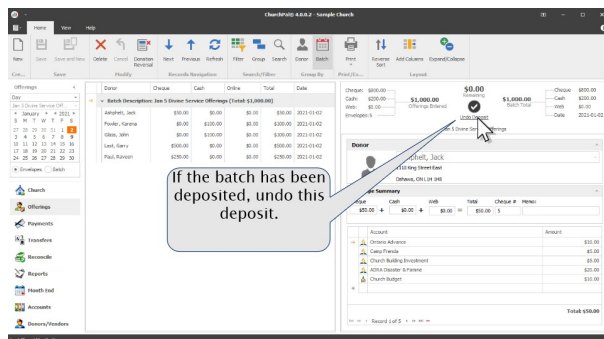 ChurchPoll 4.0.0.2 - Sample Church
Home View Help
New Save Save and New Delete Cancel Donation Reversal Next Previous Refresh Filter Group Search Donor Batch Print Reverse Sort Add Columns Expand/Collapse
Save Modify Records Navigation Search/Filter Group By Layout
Offerings
Day
January 2021
S M T W T F S
27 28 29 30 31 1 2
3 4 5 6 7 8 9
10 11 12 13 14 15 16
17 18 19 20 21 22 23
24 25 26 27 28 29 30
Envelopes Batch
Church
Offerings
Payments
Transfers
Reconcile
Reports
Month End
Accounts
Donors/Vendors
Donor Cheque Cash Online Total Date
Batch Description: Jan 5 Divine Service Offerings (Total: $1,000.00)
Asphjelt, Jack $50.00 $0.00 $0.00 $50.00 2021-01-02
Fowler, Karena $0.00 $100.00 $0.00 $100.00 2021-01-02
Glass, John $0.00 $100.00 $0.00 $100.00 2021-01-02
Last, Garry $500.00 $0.00 $0.00 $500.00 2021-01-02
Paul, Raveen $250.00 $0.00 $0.00 $250.00 2021-01-02
If the batch has been
deposited, undo this
deposit.
Cheque: $800.00
Cash: $200.00
Web: $0.00
Envelopes: 5
$1,000.00
Offerings Entered
$0.00
Remaining
Undo Deposit
$1,000.00
Batch Total
Cheque $800.00
Cash $200.00
Web $0.00
Date 2021-01-02
Donor
Jack
King Street East
Oshawa, ON L1H 1H8
Summary
Cash Web Total Cheque # Memo:
$50.00 + $0.00 + $0.00 = $50.00 5
Account Amount
Ontario Advance $10.00
Camp Frenda $5.00
Church Building Investment $5.00
ADRA Disaster & Famine $20.00
Church Budget $10.00
Total: $50.00
Record 1 of 5